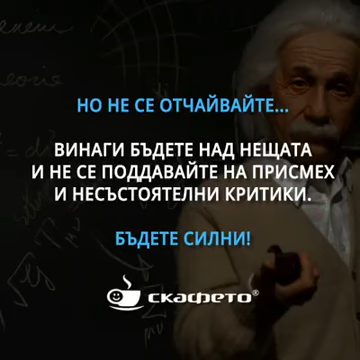 НО НЕ СЕ ОТЧАЙВАЙТЕ...
ВИНАГИ БЪДЕТЕ НАД НЕЩАТА
И НЕ СЕ ПОДДАВАЙТЕ НА ПРИСМЕХ
И НЕСЪСТОЯТЕЛНИ КРИТИКИ.
БЪДЕТЕ СИЛНИ!
скафето®